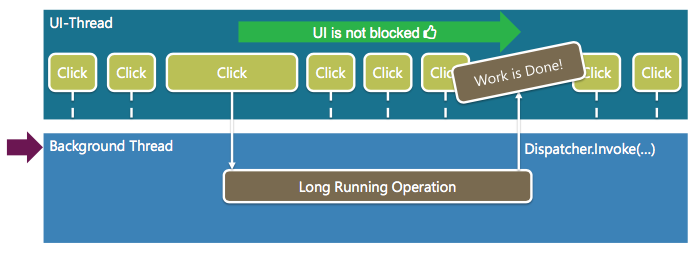 UI-Thread
UI is not blocked
Click
Click
Click
Click
Click
Click
Work is Done!
Click
Click
Background Thread
Dispatcher.Invoke(...)
Long Running Operation